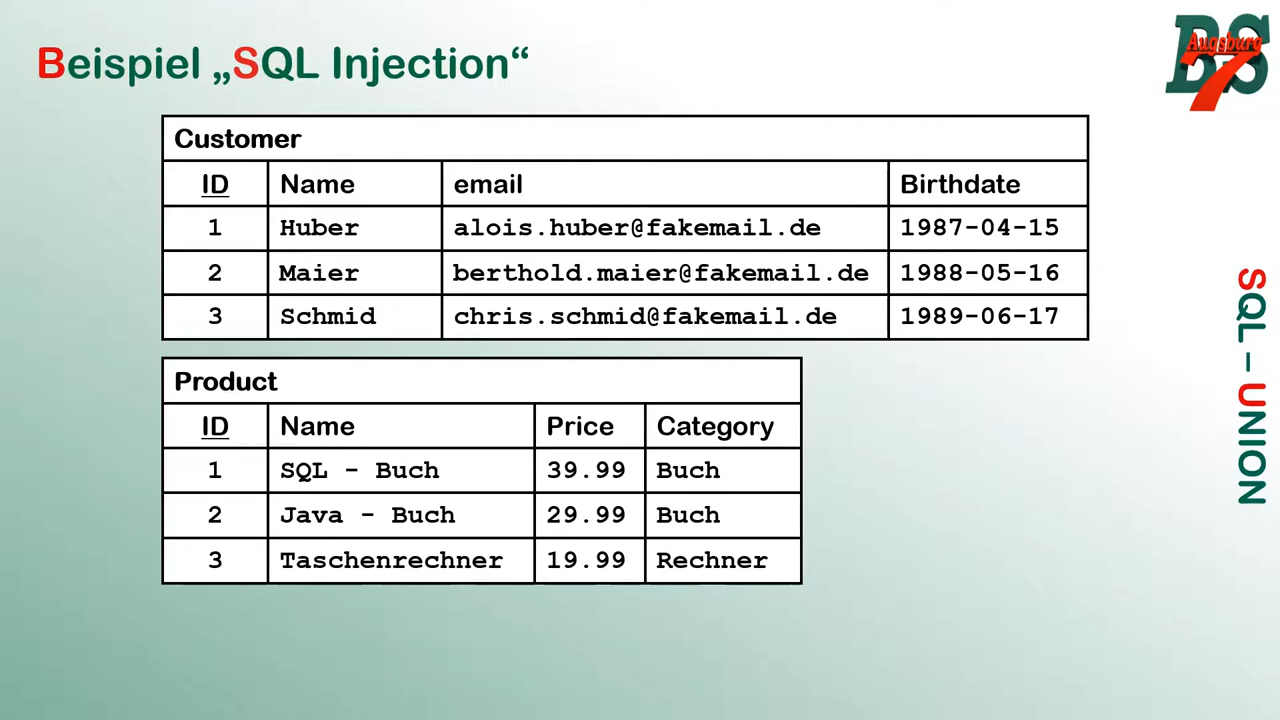 Beispiel „SQL Injection“
BS
Augsburg
7
Customer
ID Name email Birthdate
1 Huber alois.huber@fakemail.de 1987-04-15
2 Maier berthold.maier@fakemail.de 1988-05-16
3 Schmid chris.schmid@fakemail.de 1989-06-17
Product
ID Name Price Category
1 SQL - Buch 39.99 Buch
2 Java - Buch 29.99 Buch
3 Taschenrechner 19.99 Rechner
SQL – UNION